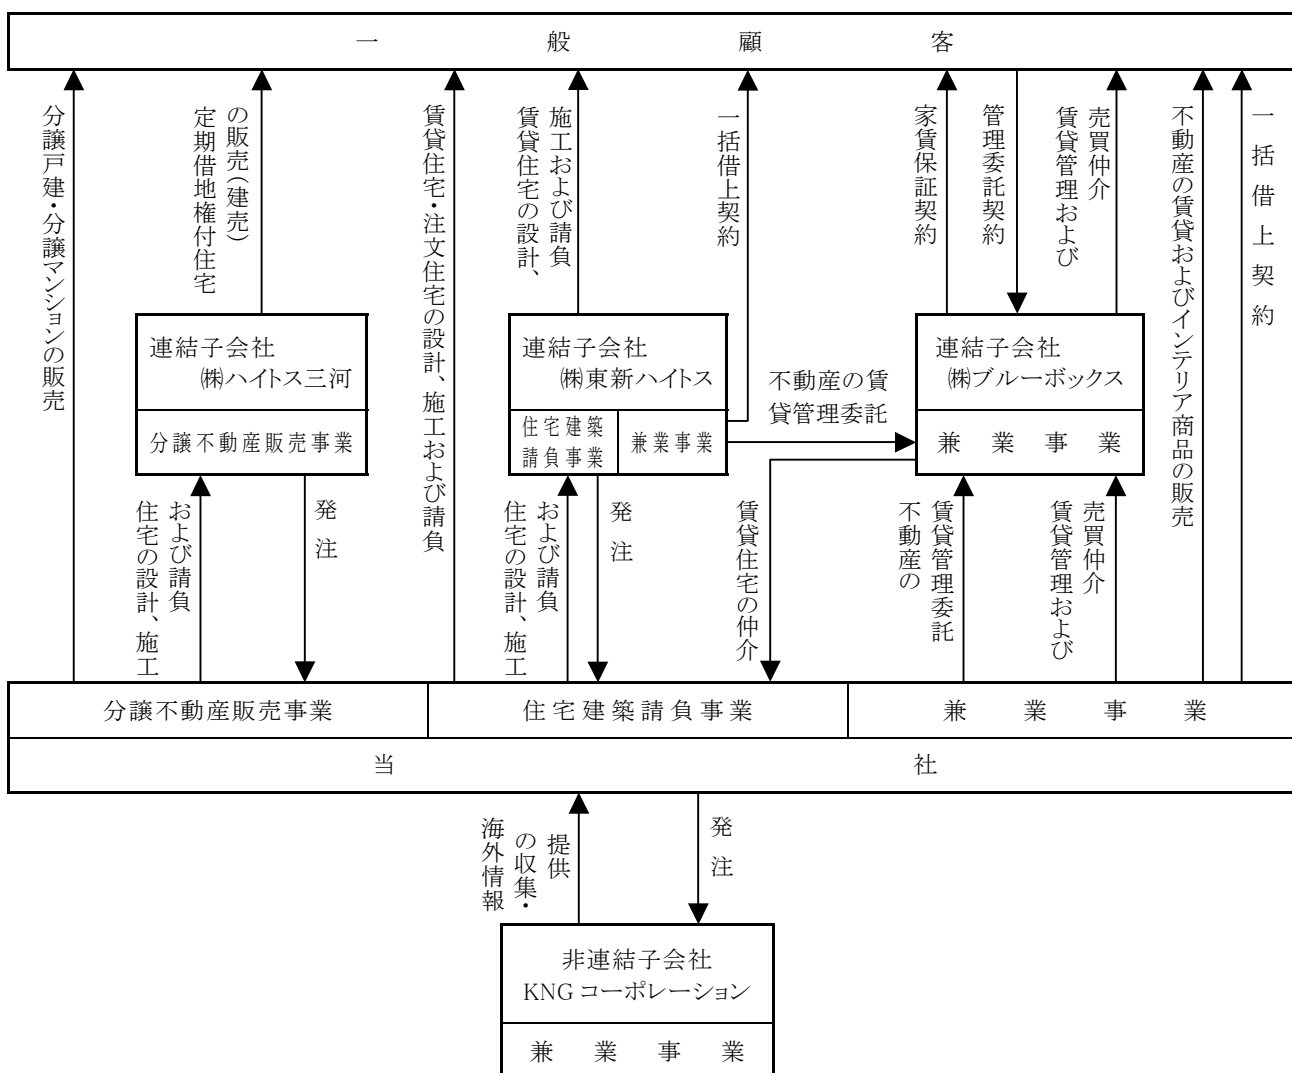 一般顧客
分譲戸建・分譲マンションの販売
定期借地権付住宅
の販売(建売)
賃貸住宅・注文住宅の設計、施工および請負
賃貸住宅の設計、
施工および請負
一括借上契約
家賃保証契約
管理委託契約
賃貸管理および
売買仲介
不動産の賃貸およびインテリア商品の販売
一括借上契約
連結子会社
㈱ハイトス三河
分譲不動産販売事業
連結子会社
㈱東新ハイトス
住宅建築
請負事業
兼業事業
不動産の賃
貸管理委託
連結子会社
㈱ブルーボックス
兼業事業
住宅の設計、施工
および請負
発注
住宅の設計、施工
および請負
発注
賃貸住宅の仲介
不動産の
賃貸管理委託
賃貸管理および
売買仲介
分譲不動産販売事業
住宅建築請負事業
兼業事業
当社
海外情報
の収集・
提供
発注
非連結子会社
KNGコーポレーション
兼業事業